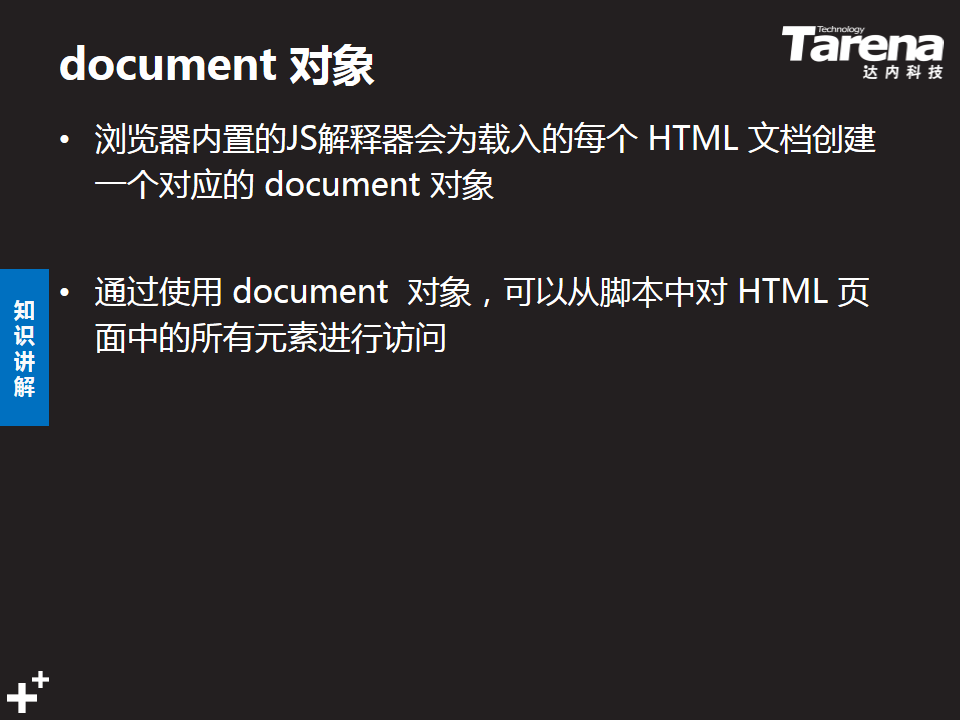 document 对象
Technology
Tarena
达内科技
• 浏览器内置的JS解释器会为载入的每个 HTML 文档创建
一个对应的 document 对象
• 通过使用 document 对象，可以从脚本中对 HTML 页
面中的所有元素进行访问
知
识
讲
解